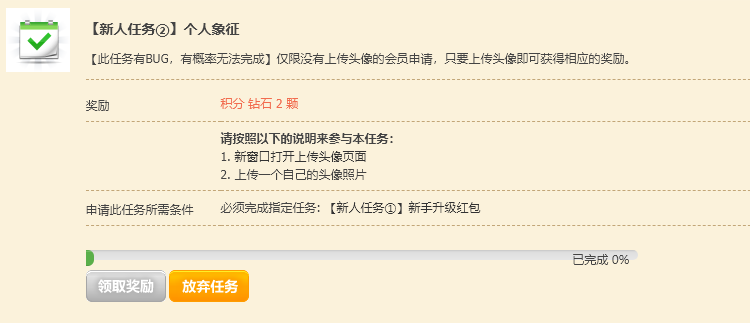 【新人任务②】个人象征
【此任务有BUG，有概率无法完成】仅限没有上传头像的会员申请，只要上传头像即可获得相应的奖励。
奖励 积分 钻石 2 颗
请按照以下的说明来参与本任务：
1. 新窗口打开上传头像页面
2. 上传一个自己的头像照片
申请此任务所需条件 必须完成指定任务: 【新人任务①】新手升级红包
已完成 0%
领取奖励 放弃任务